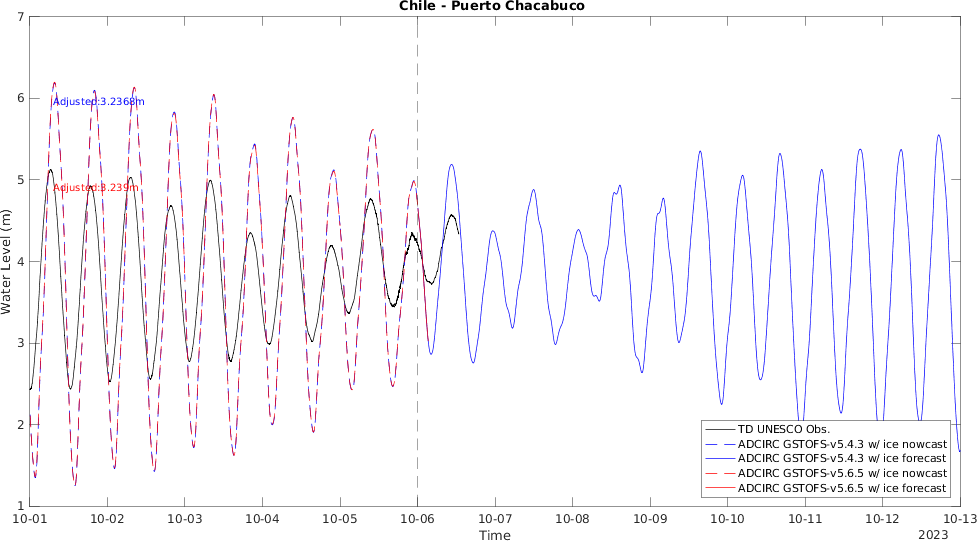 Chile - Puerto Chacabuco
Water Level (m)
7
6
5
4
3
2
1
Adjusted:3.2368m
Adjusted:3.239m
TD UNESCO Obs.
ADCIRC GSTOFS-v5.4.3 w/ ice nowcast
ADCIRC GSTOFS-v5.4.3 w/ ice forecast
ADCIRC GSTOFS-v5.6.5 w/ ice nowcast
ADCIRC GSTOFS-v5.6.5 w/ ice forecast
10-01 10-02 10-03 10-04 10-05 10-06 10-07 10-08 10-09 10-10 10-11 10-12 10-13
Time
2023